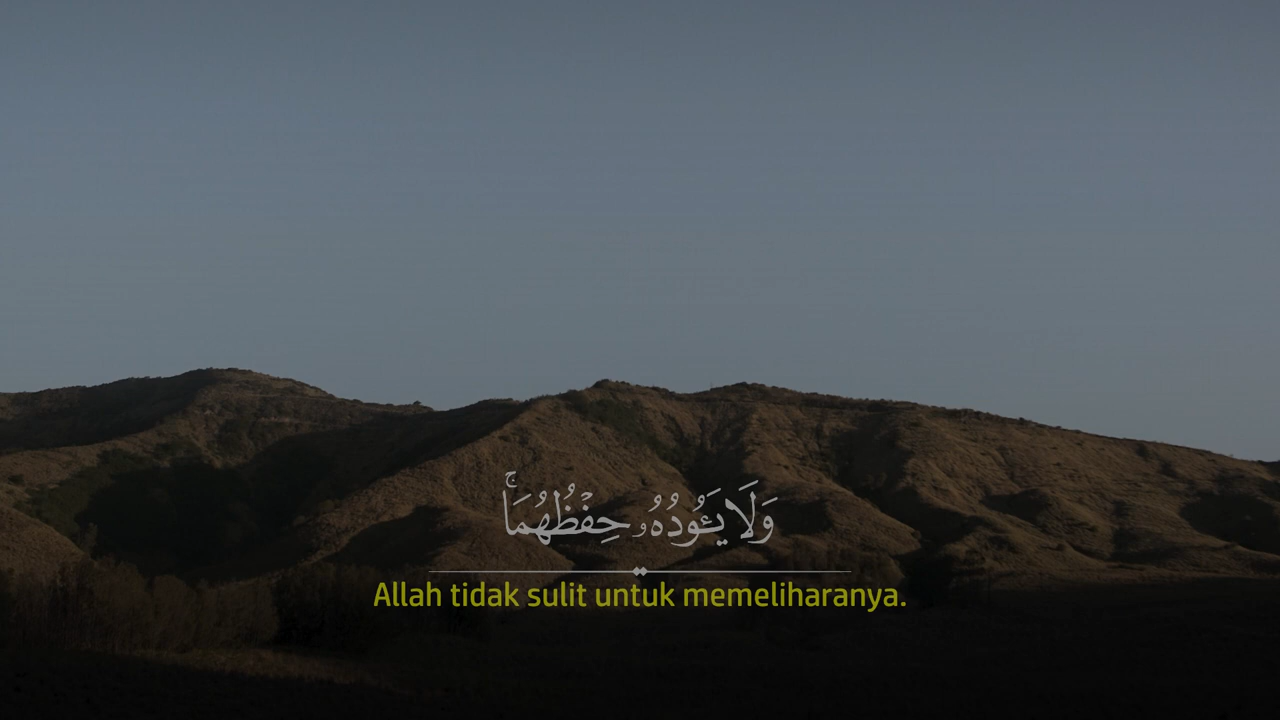 وَلَا يَـُٔودُهُۥ حِفۡظُهُمَاۚ
Allah tidak sulit untuk memeliharanya.